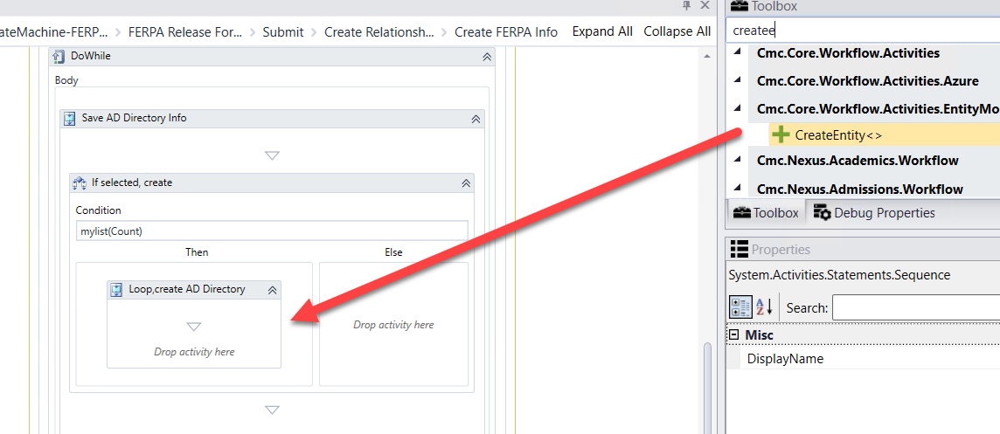 ateMachine-FERP... > FERPA Release For... > Submit > Create Relationsh... > Create FERPA Info Expand All Collapse All
DoWhile
Body
Save AD Directory Info
If selected, create
Condition
mylist(Count)
Then Else
Loop,create AD Directory
Drop activity here
Drop activity here
Toolbox
createe
Cmc.Core.Workflow.Activities
Cmc.Core.Workflow.Activities.Azure
Cmc.Core.Workflow.Activities.EntityMo
CreateEntity<>
Cmc.Nexus.Academics.Workflow
Cmc.Nexus.Admissions.Workflow
Toolbox Debug Properties
Properties
System.Activities.Statements.Sequence
A Z Search:
Misc
DisplayName